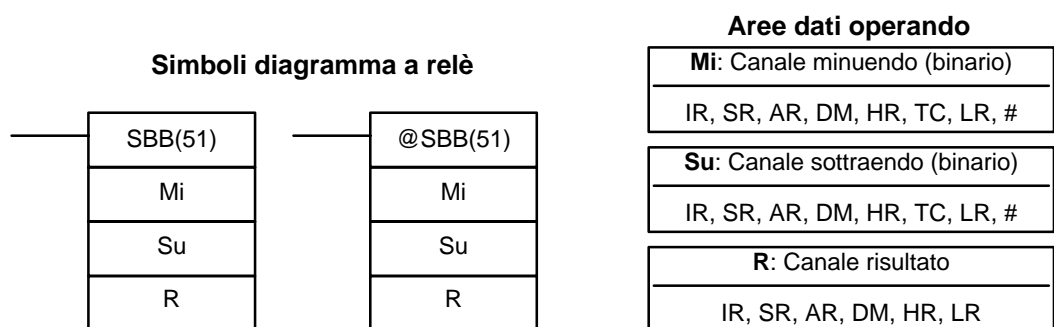 Simboli diagramma a relè
SBB(51)
Mi
Su
R
@SBB(51)
Mi
Su
R
Aree dati operando
Mi: Canale minuendo (binario)
IR, SR, AR, DM, HR, TC, LR, #
Su: Canale sottraendo (binario)
IR, SR, AR, DM, HR, TC, LR, #
R: Canale risultato
IR, SR, AR, DM, HR, LR